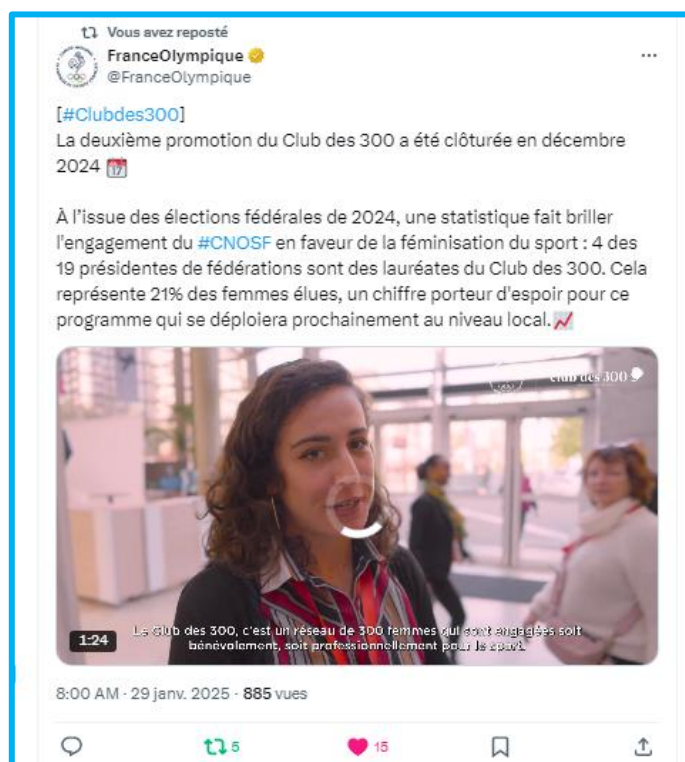 Vous avez reposté
FranceOlympique
@FranceOlympique
[#Clubdes300]
La deuxième promotion du Club des 300 a été clôturée en décembre
2024
À l’issue des élections fédérales de 2024, une statistique fait briller
l'engagement du #CNOSF en faveur de la féminisation du sport : 4 des
19 présidentes de fédérations sont des lauréates du Club des 300. Cela
représente 21% des femmes élues, un chiffre porteur d'espoir pour ce
programme qui se déploiera prochainement au niveau local.
club des 300
1:24
Le Club des 300, c'est un réseau de 300 femmes qui sont engagées soit
bénévolement, soit professionnellement pour le sport.
8:00 AM · 29 janv. 2025 · 885 vues
5
15